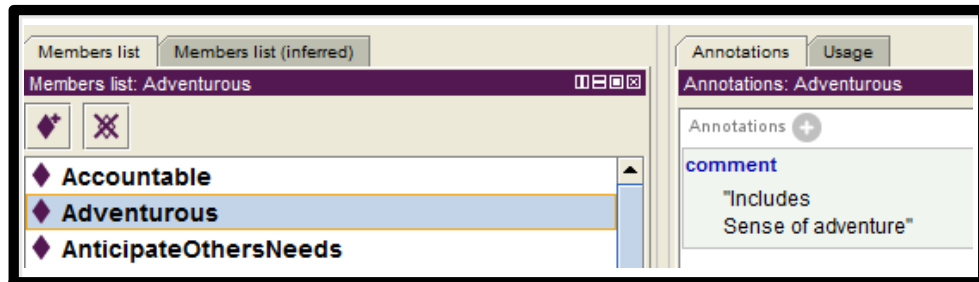 Members list
Members list (inferred)
Members list: Adventurous
Accountable
Adventurous
AnticipateOthersNeeds
Annotations
Usage
Annotations: Adventurous
Annotations
comment
"Includes
Sense of adventure"